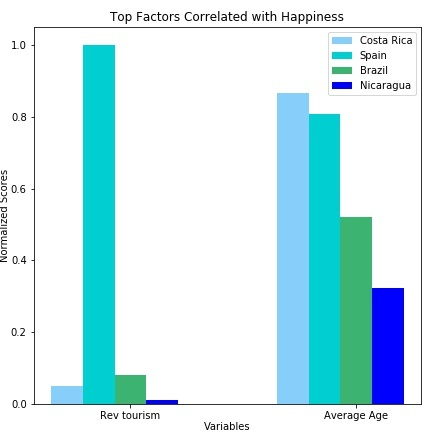 Top Factors Correlated with Happiness
Costa Rica
Spain
Brazil
Nicaragua
Normalized Scores
1.0
0.8
0.6
0.4
0.2
0.0
Rev tourism
Average Age
Variables